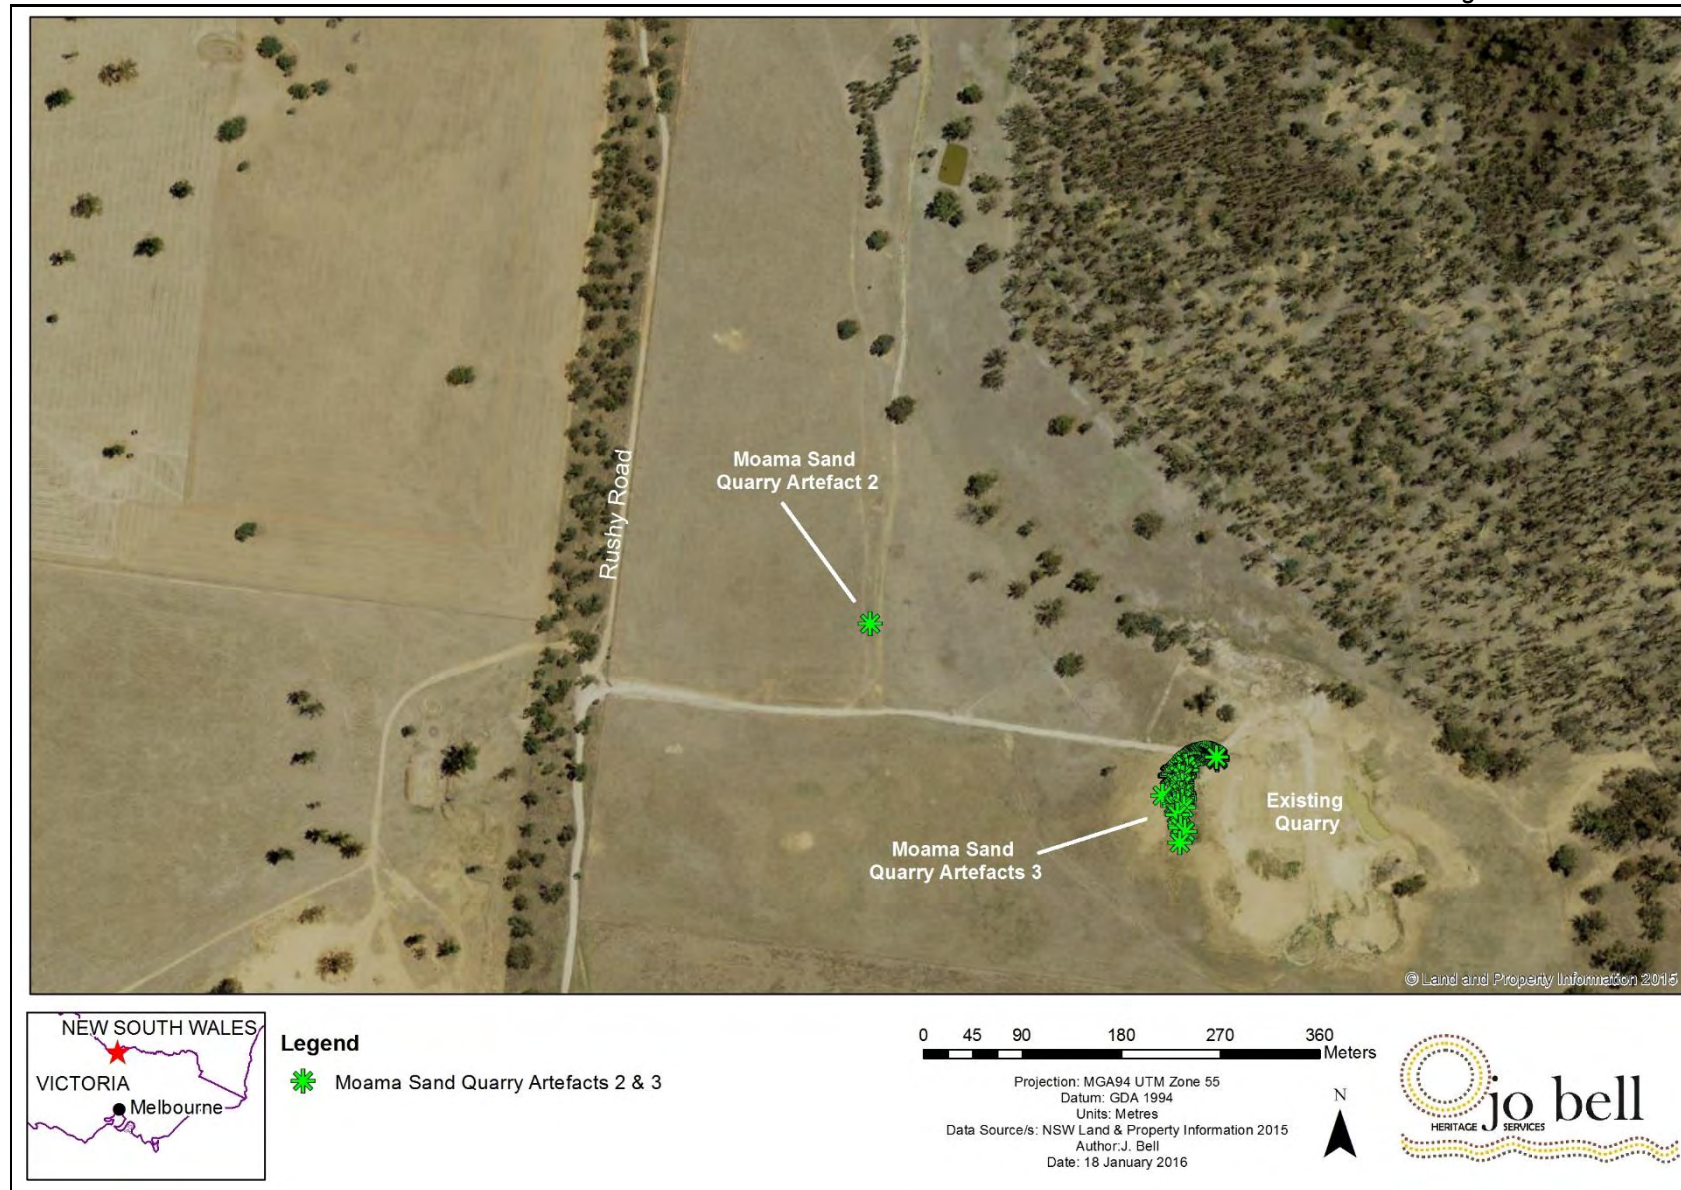 Moama Sand
Quarry Artefact 2
Rushy Road
Existing
Quarry
Moama Sand
Quarry Artefacts 3
© Land and Property Information 2015
NEW SOUTH WALES
VICTORIA
Melbourne
Legend
Moama Sand Quarry Artefacts 2 & 3
0 45 90 180 270 360
Meters
Projection: MGA94 UTM Zone 55
Datum: GDA 1994
Units: Metres
Data Source/s: NSW Land & Property Information 2015
Author:J. Bell
Date: 18 January 2016
N
jo bell
HERITAGE SERVICES